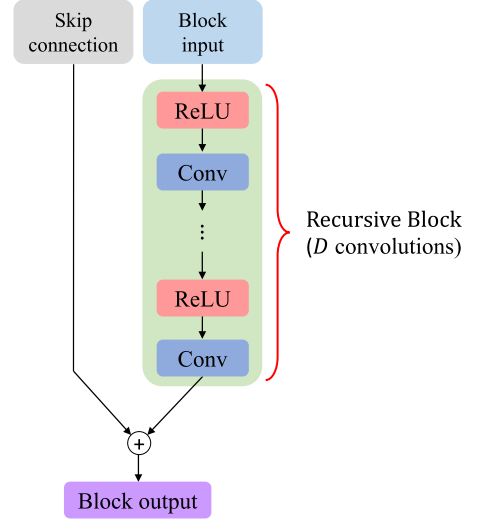 Skip
connection
Block
input
ReLU
Conv
⋮
ReLU
Conv
Recursive Block
(D convolutions)
+
Block output